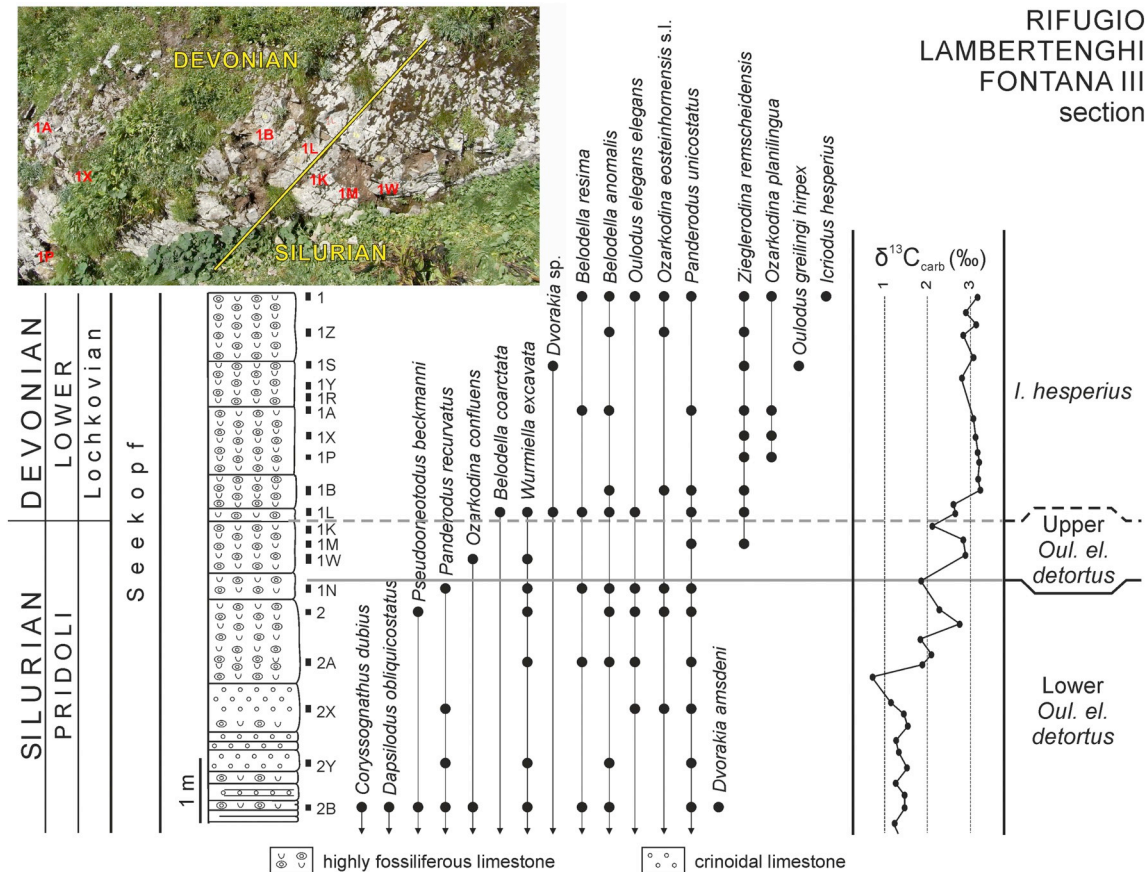 RIFUGIO
LAMBERTENGHI
FONTANA III
section
DEVONIAN
SILURIAN
1A
1X
1P
1B
1L
1K
1M
1W
DEVONIAN
LOWER
Lochkovian
SILURIAN
PRIDOLI
Seekopf
1 m
1
1Z
1S
1Y
1R
1A
1X
1P
1B
1L
1K
1M
1W
1N
2
2A
2X
2Y
2B
Coryssognathus dubius
Dapsilodus obliquicostatus
Pseudooneotodus beckmanni
Panderodus recurvatus
Ozarkodina confluens
Belodella coarctata
Wurmiella excavata
Dvorakia sp.
Belodella resima
Belodella anomalis
Oulodus elegans elegans
Ozarkodina eosteinhornensis s.l.
Panderodus unicostatus
Dvorakia amsdeni
Zieglerodina remscheidensis
Ozarkodina planilingua
Oulodus greilingi hirpex
Icriodus hesperius
δ13Ccarb (‰)
1 2 3
I. hesperius
Upper
Oul. el.
detortus
Lower
Oul. el.
detortus
highly fossiliferous limestone
crinoidal limestone